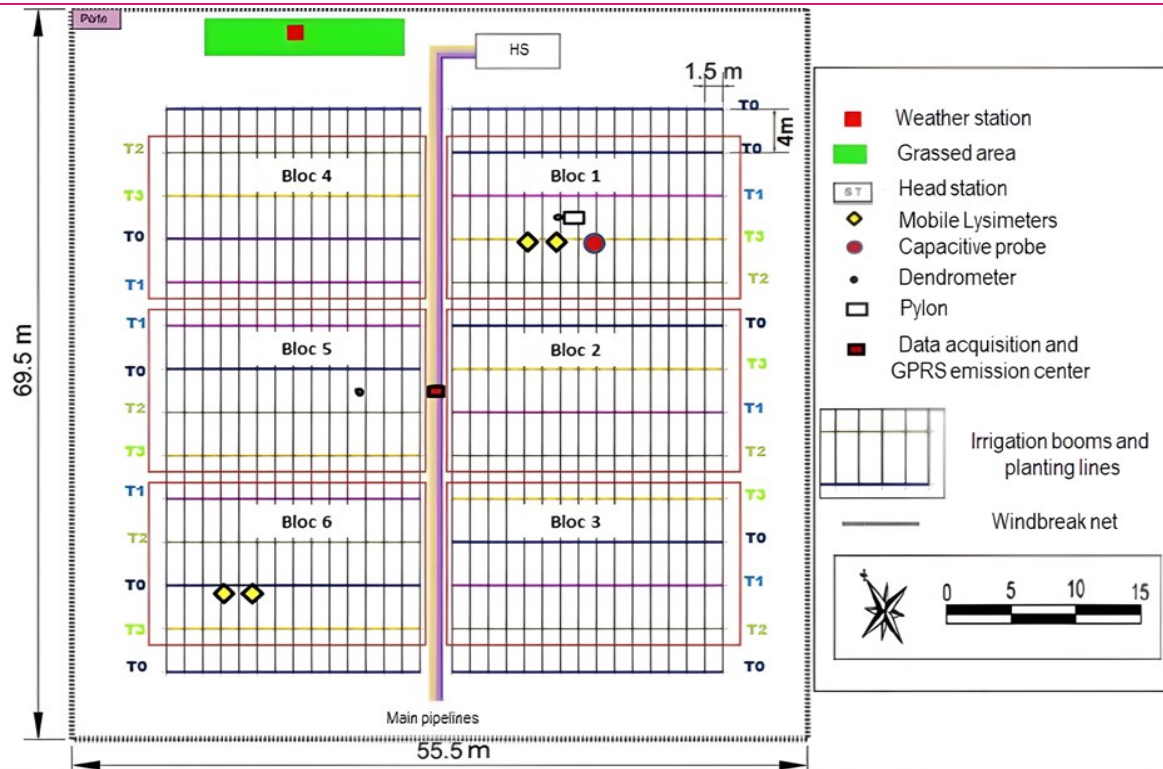 Porto
HS
1.5 m
T0
4m
T2
T0
Bloc 4
Bloc 1
T3
T1
T0
T3
T1
T2
T1
T0
Bloc 5
Bloc 2
T0
T3
T2
T1
T3
T2
T1
T3
Bloc 6
Bloc 3
T2
T0
T0
T1
T3
T2
T0
T0
Main pipelines
69.5 m
55.5 m
Weather station
Grassed area
S T
Head station
Mobile Lysimeters
Capacitive probe
Dendrometer
Pylon
Data acquisition and
GPRS emission center
Irrigation booms and
planting lines
Windbreak net
0 5 10 15